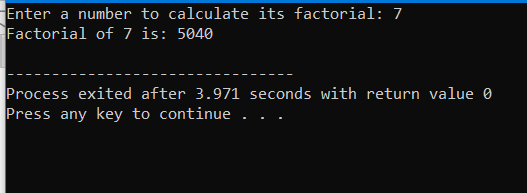 Enter a number to calculate its factorial: 7
Factorial of 7 is: 5040
--------------------------------
Process exited after 3.971 seconds with return value 0
Press any key to continue . . .